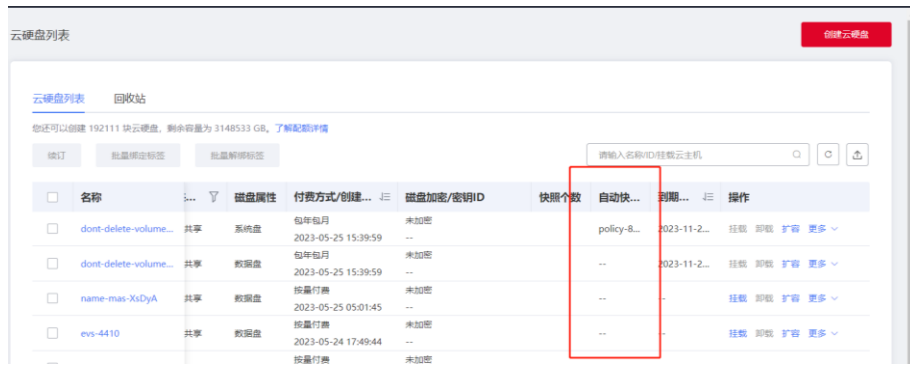 云硬盘列表
创建云硬盘
云硬盘列表 回收站
您还可以创建 192111 块云硬盘，剩余容量为 3148533 GB。了解配额详情
续订 批量绑定标签 批量解绑标签 请输入名称/ID/挂载云主机
名称 磁盘属性 付费方式/创建... 磁盘加密/密钥ID 快照个数 自动快... 到期... 操作
dont-delete-volume... 共享 系统盘 包年包月 未加密 policy-8... 2023-11-2... 挂载 卸载 扩容 更多
2023-05-25 15:39:59 --
dont-delete-volume... 共享 数据盘 包年包月 未加密 -- 2023-11-2... 挂载 卸载 扩容 更多
2023-05-25 15:39:59 --
name-mas-XsDyA 共享 数据盘 按量付费 未加密 -- -- 挂载 卸载 扩容 更多
2023-05-25 05:01:45 --
evs-4410 共享 数据盘 按量付费 未加密 -- -- 挂载 卸载 扩容 更多
2023-05-24 17:49:44 --
按量付费 未加密